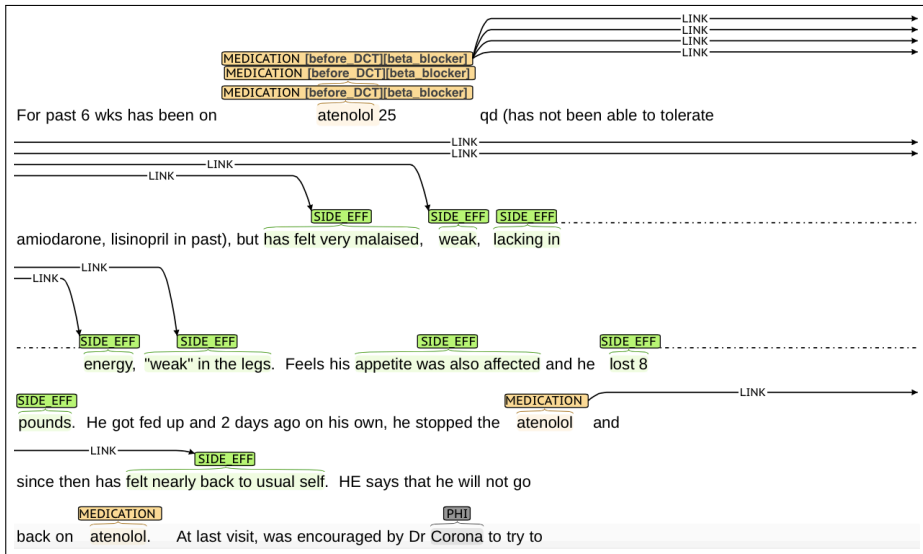 LINK
LINK
LINK
LINK
MEDICATION [before_DCT][beta_blocker]
MEDICATION [before_DCT][beta_blocker]
MEDICATION [before_DCT][beta_blocker]
For past 6 wks has been on atenolol 25 qd (has not been able to tolerate
LINK
LINK
LINK
LINK
SIDE_EFF SIDE_EFF SIDE_EFF
amiodarone, lisinopril in past), but has felt very malaised, weak, lacking in
LINK
LINK
SIDE_EFF SIDE_EFF SIDE_EFF SIDE_EFF
energy, "weak" in the legs. Feels his appetite was also affected and he lost 8
LINK
SIDE_EFF MEDICATION
pounds. He got fed up and 2 days ago on his own, he stopped the atenolol and
LINK
SIDE_EFF
since then has felt nearly back to usual self. HE says that he will not go
MEDICATION PHI
back on atenolol. At last visit, was encouraged by Dr Corona to try to